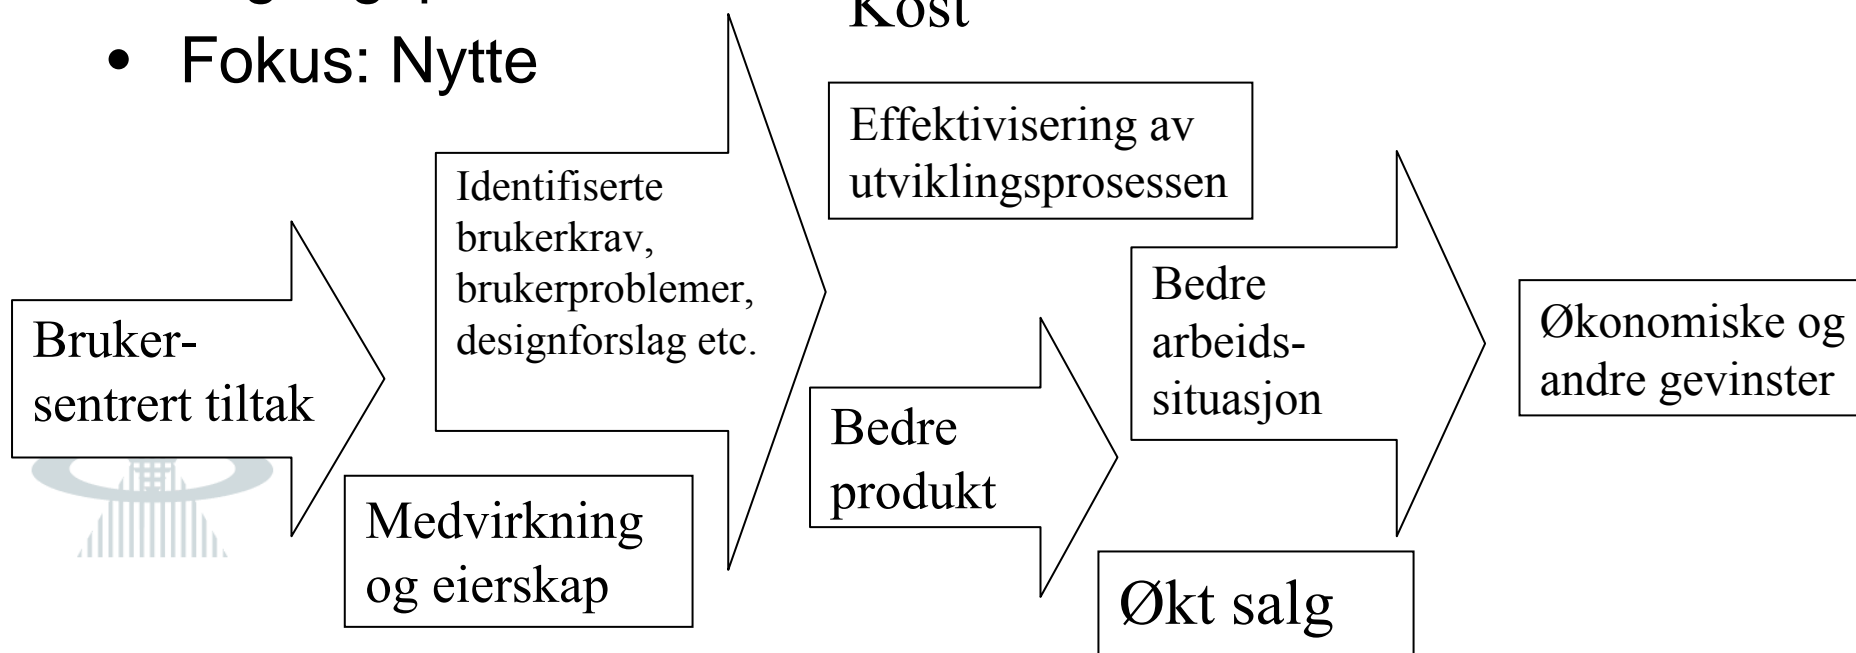 Kost
• Fokus: Nytte
Effektivisering av
utviklingsprosessen
Identifiserte
brukerkrav,
brukerproblemer,
designforslag etc.
Bruker-
sentrert tiltak
Medvirkning
og eierskap
Bedre
produkt
Bedre
arbeids-
situasjon
Økt salg
Økonomiske og
andre gevinster